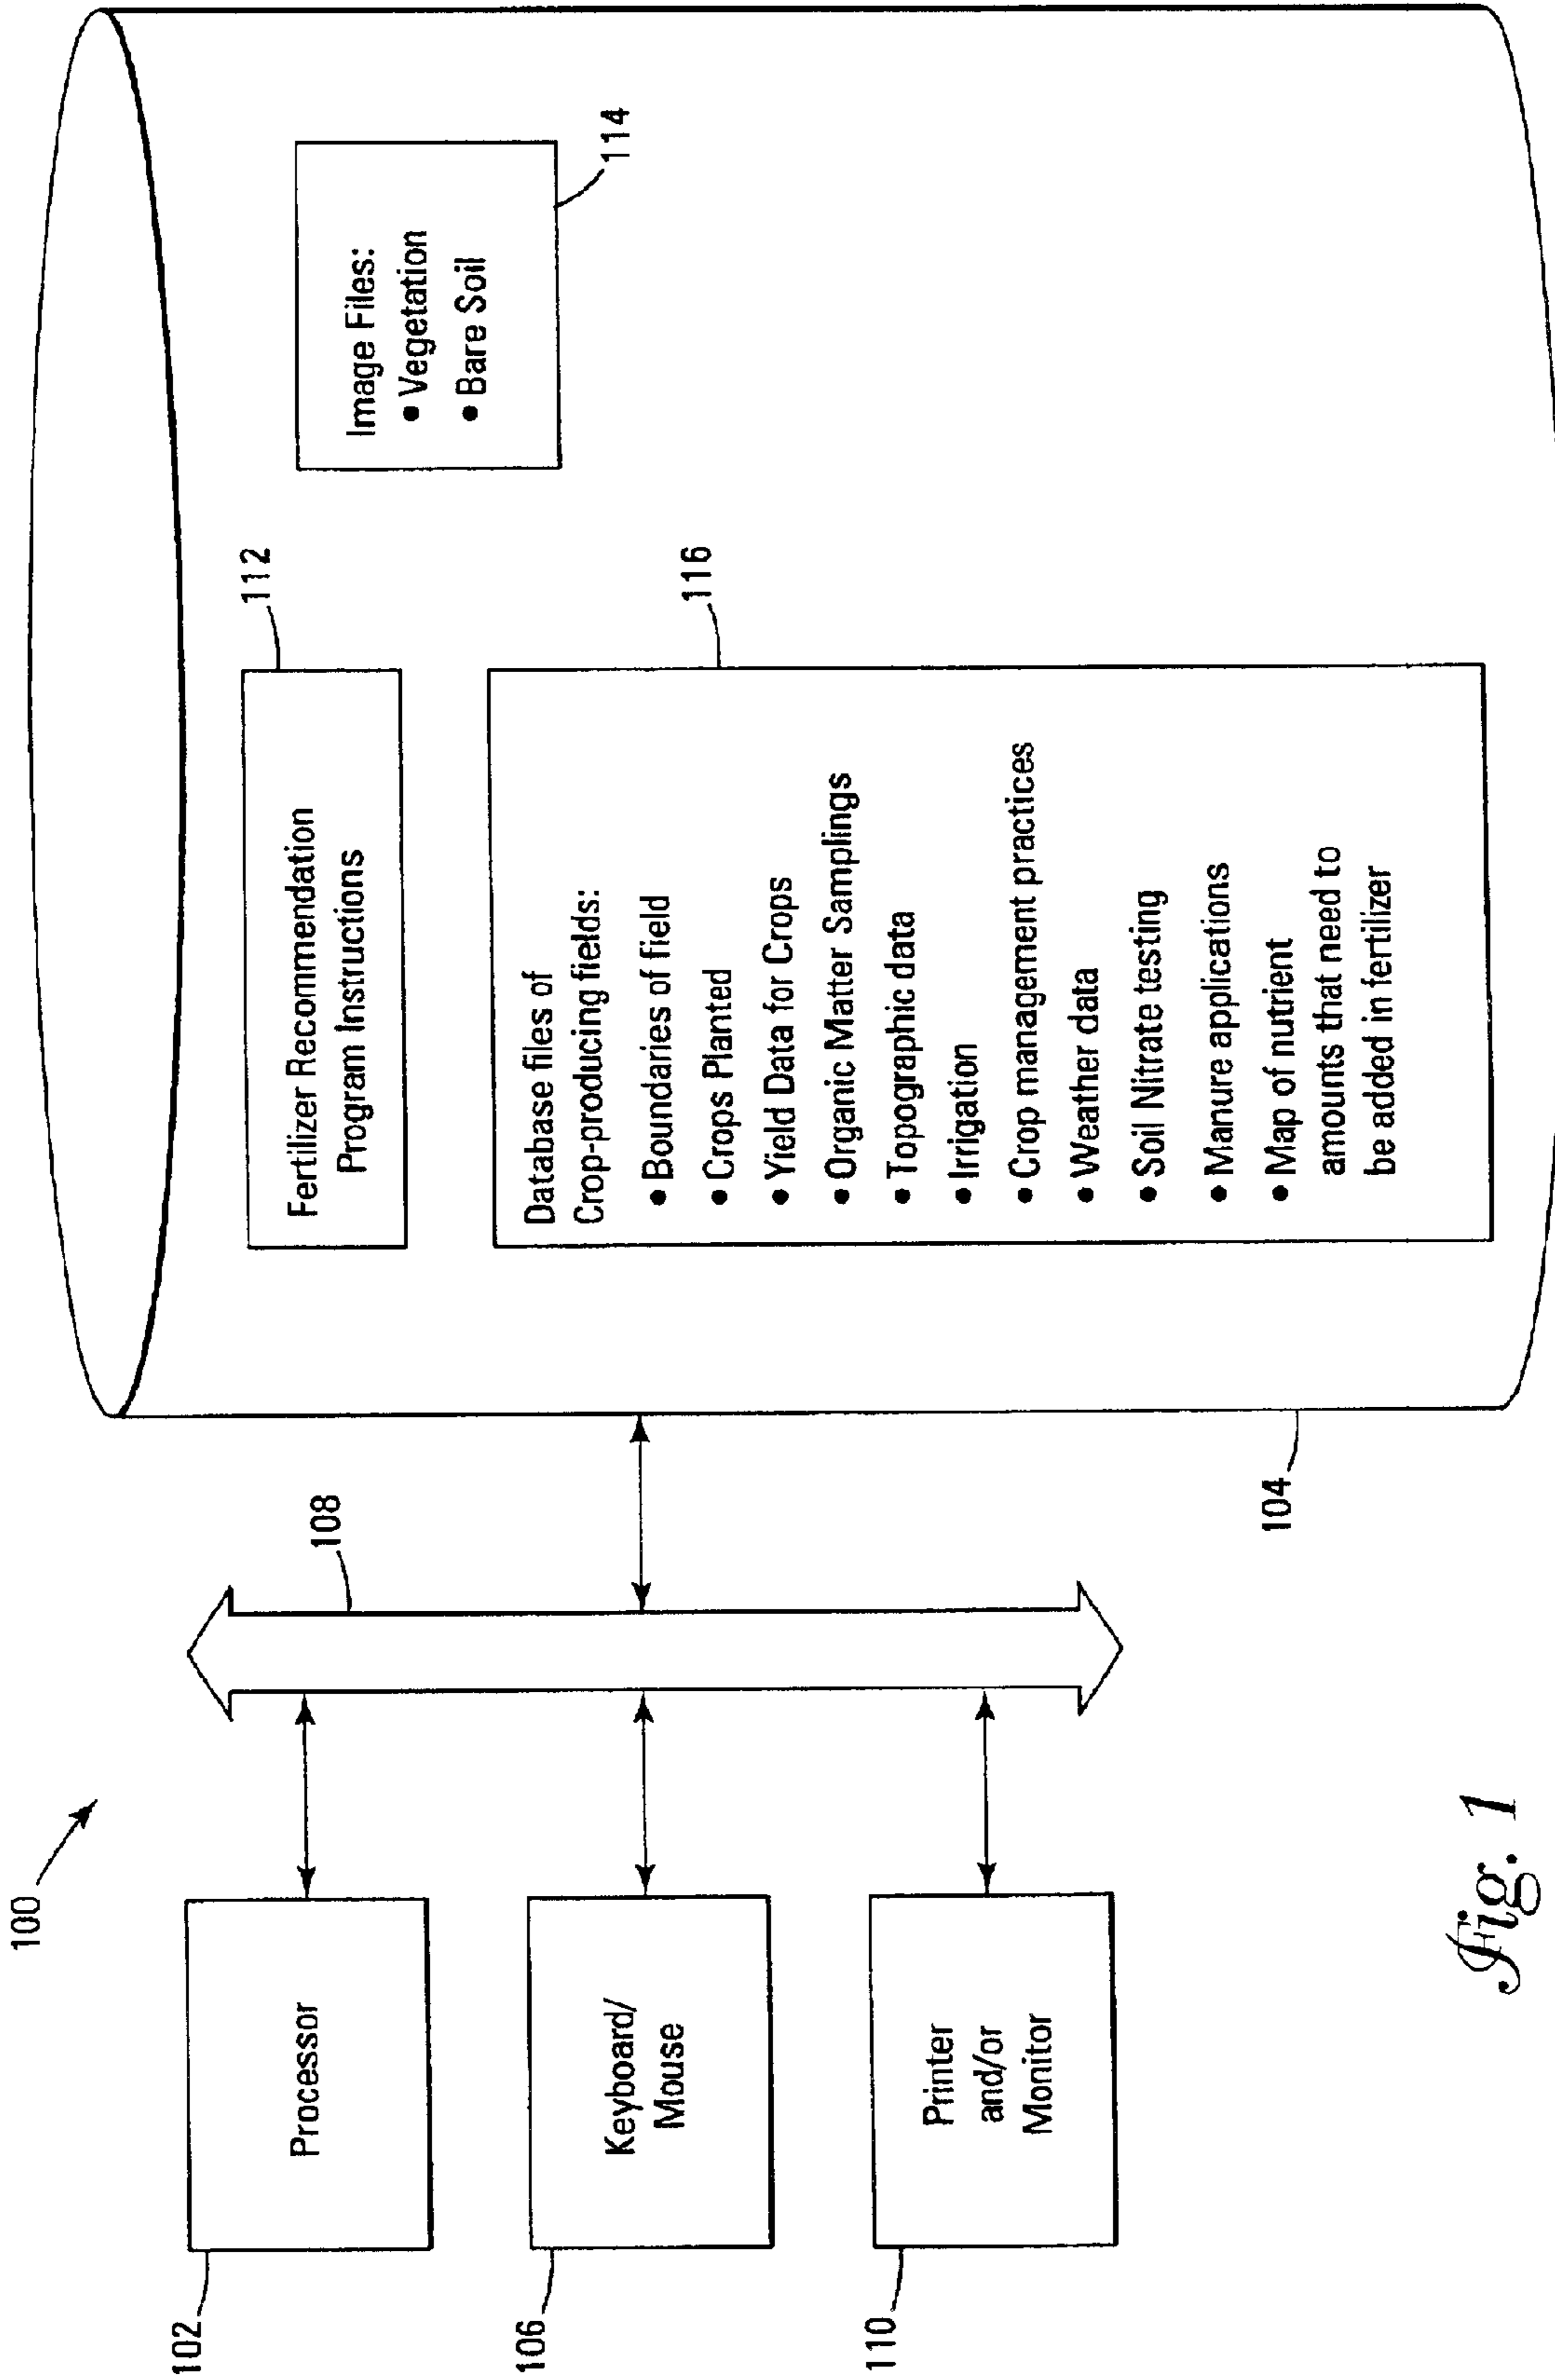 100
102
Processor
106
Keyboard/
Mouse
110
Printer
and/or
Monitor
108
104
112
Fertilizer Recommendation
Program Instructions
114
Image Files:
• Vegetation
• Bare Soil
116
Database files of
Crop-producing fields:
• Boundaries of field
• Crops Planted
• Yield Data for Crops
• Organic Matter Samplings
• Topographic data
• Irrigation
• Crop management practices
• Weather data
• Soil Nitrate testing
• Manure applications
• Map of nutrient
amounts that need to
be added in fertilizer
Fig. 1